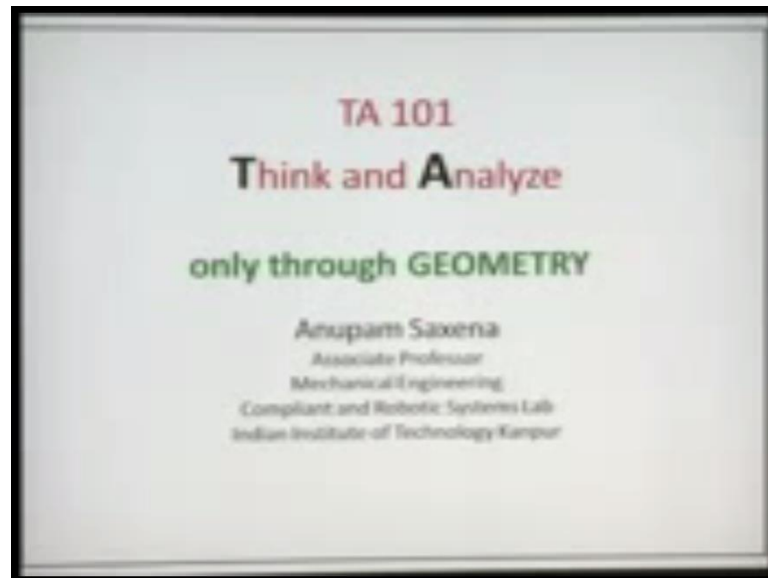 TA 101
Think and Analyze
only through GEOMETRY
Anupam Saxena
Associate Professor
Mechanical Engineering
Compliant and Robotic Systems Lab
Indian Institute of Technology Kanpur